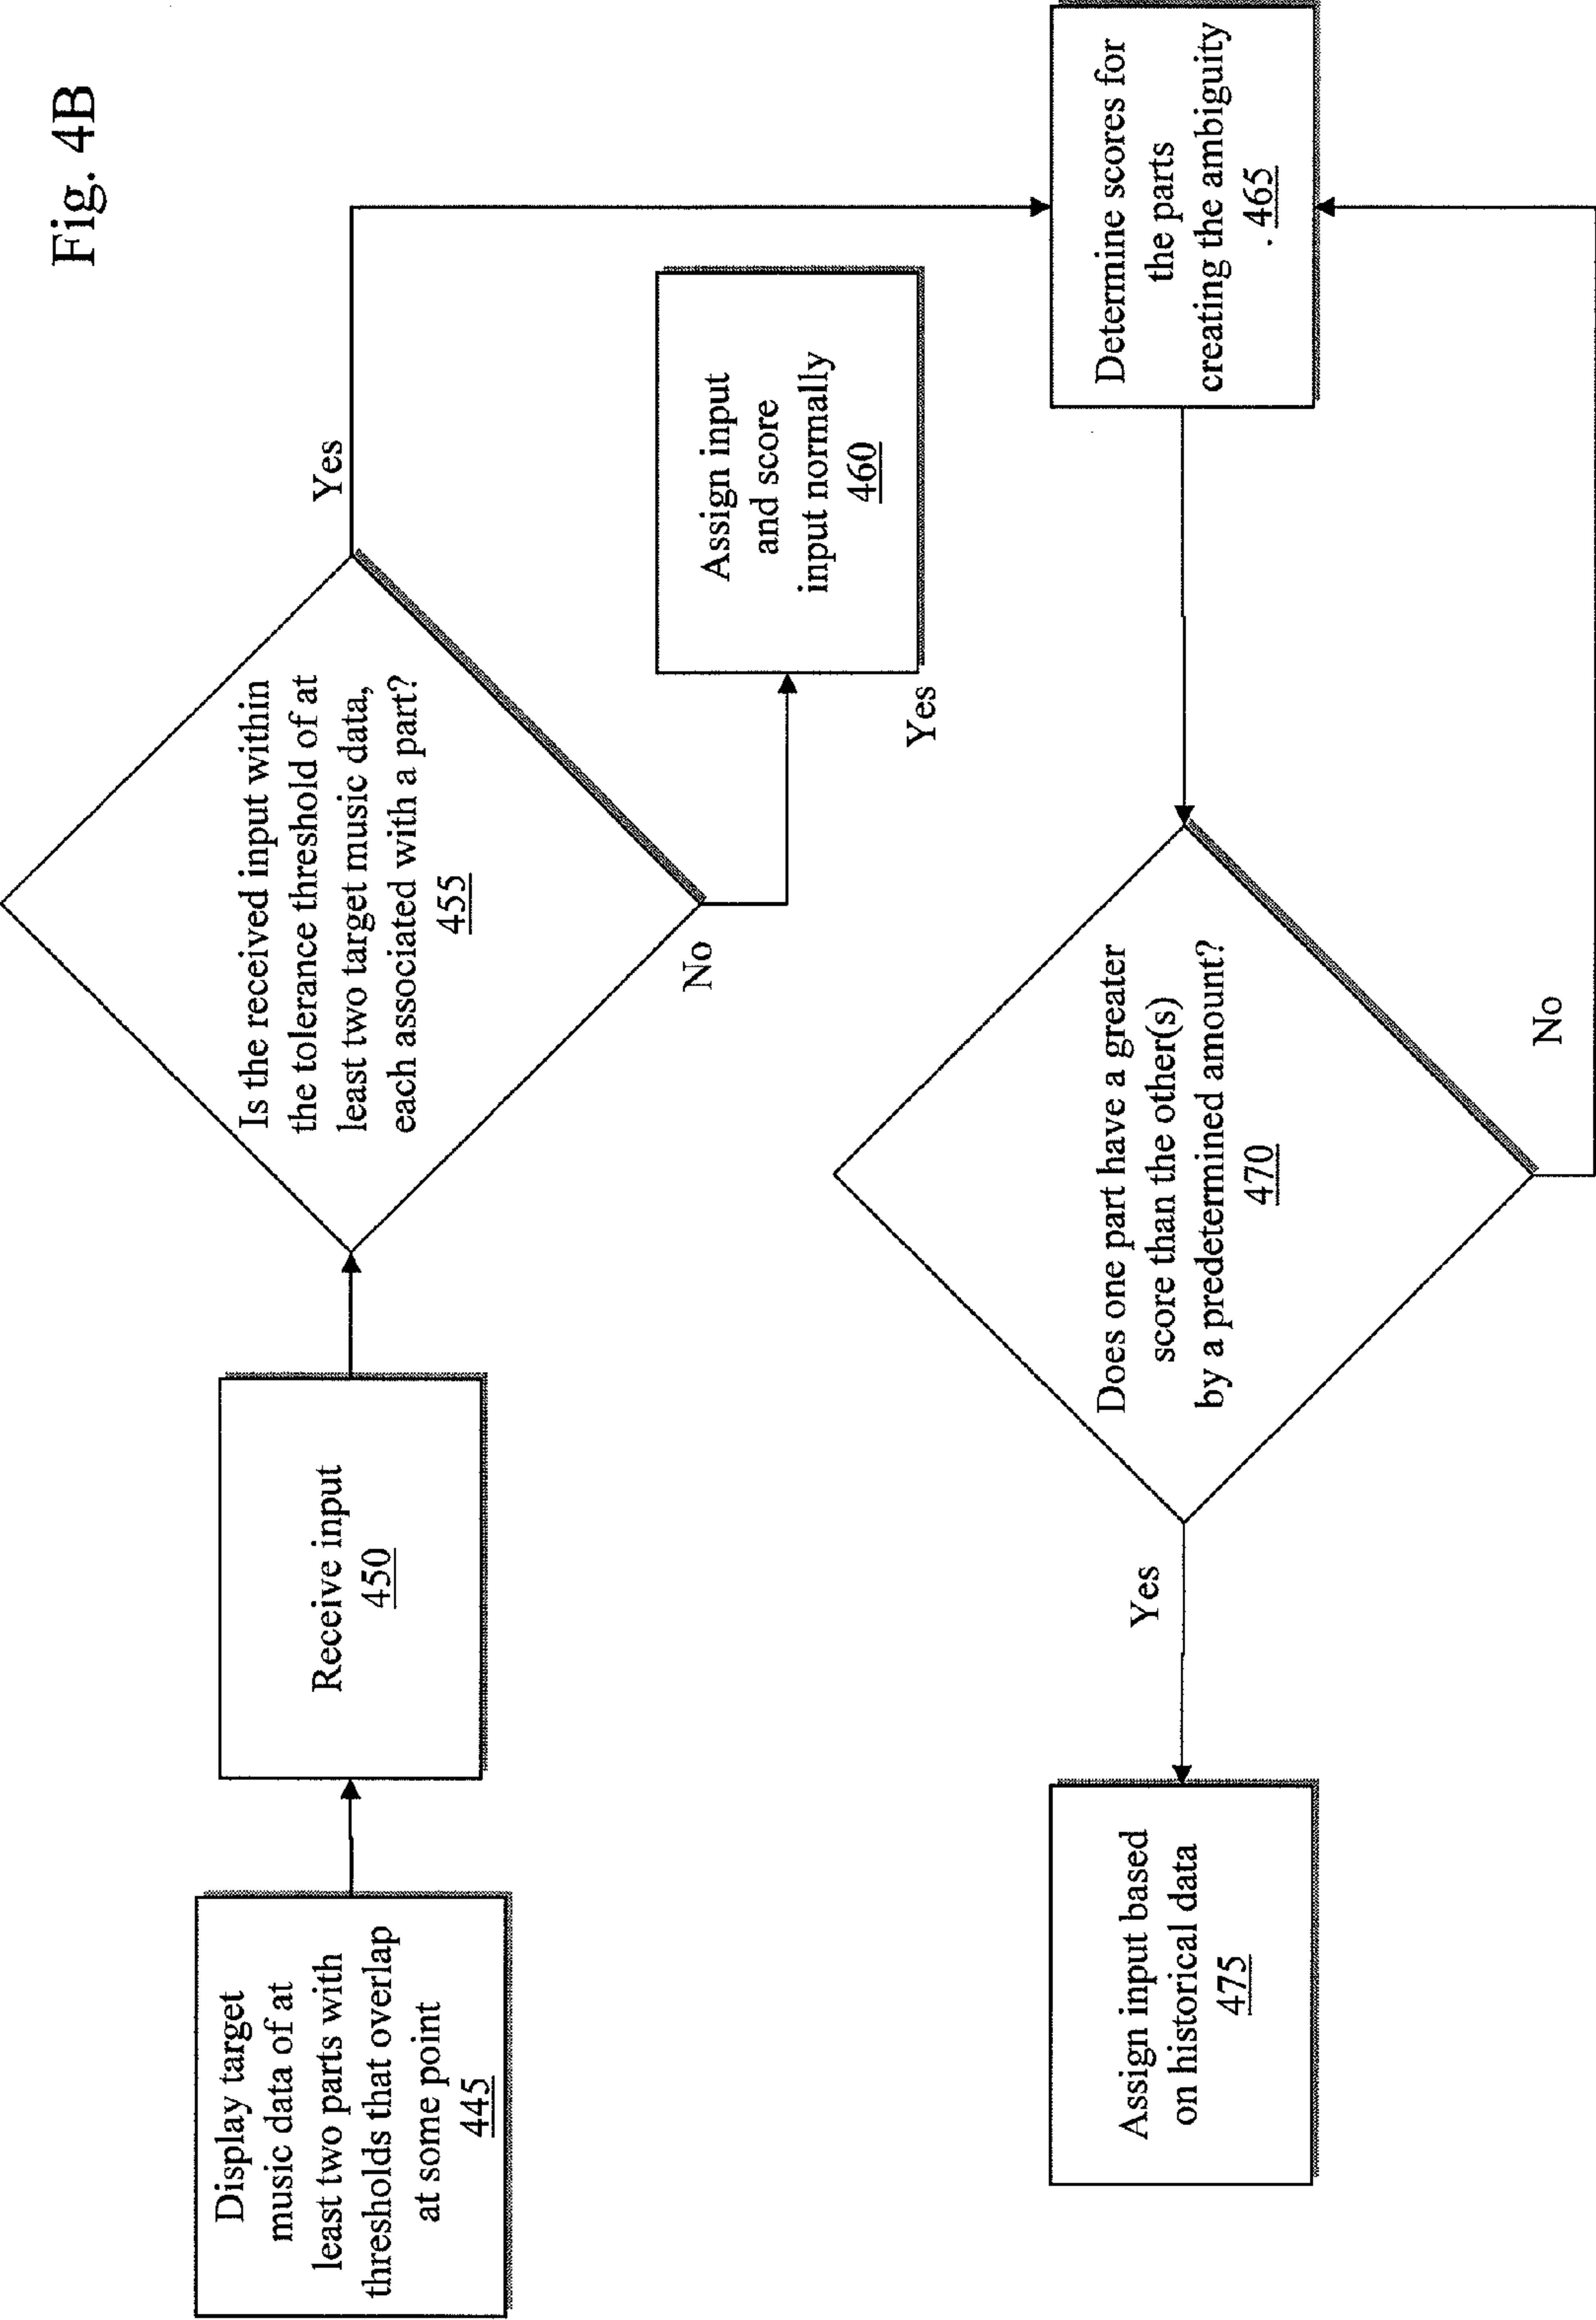 Fig. 4B
Display target
music data of at
least two parts with
thresholds that overlap
at some point
445
Receive input
450
Is the received input within
the tolerance threshold of at
least two target music data,
each associated with a part?
455
Yes
No
Assign input
and score
input normally
460
Yes
Determine scores for
the parts
creating the ambiguity
. 465
Does one part have a greater
score than the other(s)
by a predetermined amount?
470
No
Yes
Assign input based
on historical data
475